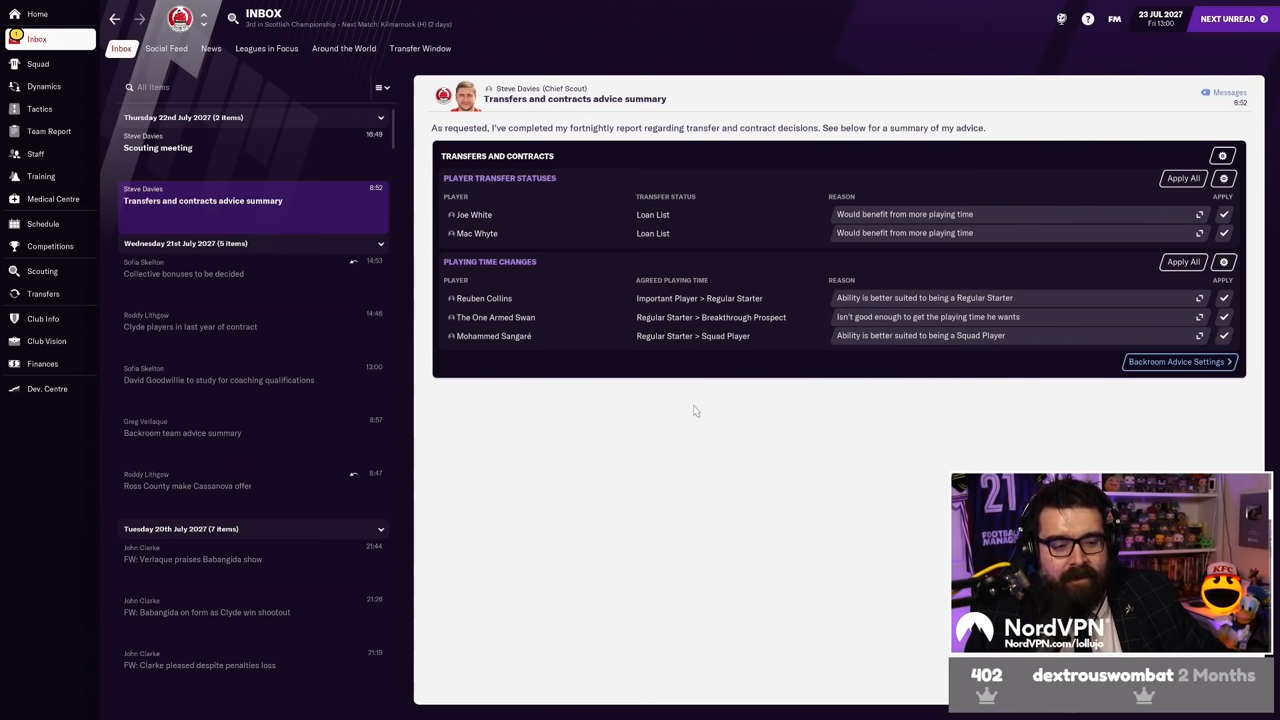 Home
Inbox
Squad
Dynamics
Tactics
Team Report
Staff
Training
Medical Centre
Schedule
Competitions
Scouting
Transfers
Club Info
Club Vision
Finances
Dev. Centre
INBOX
3rd in Scottish Championship - Next Match: Kilmarnock (H) (2 days)
FM
23 JUL 2027
Fri 13:00
NEXT UNREAD
Inbox Social Feed News Leagues in Focus Around the World Transfer Window
All Items
Thursday 22nd July 2027 (2 items)
Steve Davies 16:49
Scouting meeting
Steve Davies 8:52
Transfers and contracts advice summary
Wednesday 21st July 2027 (5 items)
Sofia Skelton 14:53
Collective bonuses to be decided
Roddy Lithgow 14:46
Clyde players in last year of contract
Sofia Skelton 13:00
David Goodwillie to study for coaching qualifications
Greg Verlaque 8:57
Backroom team advice summary
Roddy Lithgow 8:47
Ross County make Cassanova offer
Tuesday 20th July 2027 (7 items)
John Clarke 21:44
FW: Verlaque praises Babangida show
John Clarke 21:26
FW: Babangida on form as Clyde win shootout
John Clarke 21:19
FW: Clarke pleased despite penalties loss
Steve Davies (Chief Scout)
Transfers and contracts advice summary
Messages
8:52
As requested, I've completed my fortnightly report regarding transfer and contract decisions. See below for a summary of my advice.
TRANSFERS AND CONTRACTS
PLAYER TRANSFER STATUSES Apply All
PLAYER TRANSFER STATUS REASON APPLY
Joe White Loan List Would benefit from more playing time
Mac Whyte Loan List Would benefit from more playing time
PLAYING TIME CHANGES Apply All
PLAYER AGREED PLAYING TIME REASON APPLY
Reuben Collins Important Player > Regular Starter Ability is better suited to being a Regular Starter
The One Armed Swan Regular Starter > Breakthrough Prospect Isn't good enough to get the playing time he wants
Mohammed Sangaré Regular Starter > Squad Player Ability is better suited to being a Squad Player
Backroom Advice Settings >
21
FOOTBALL
KFC
NordVPN
NordVPN.com/lollujo
402 dextrouswombat 2 Months